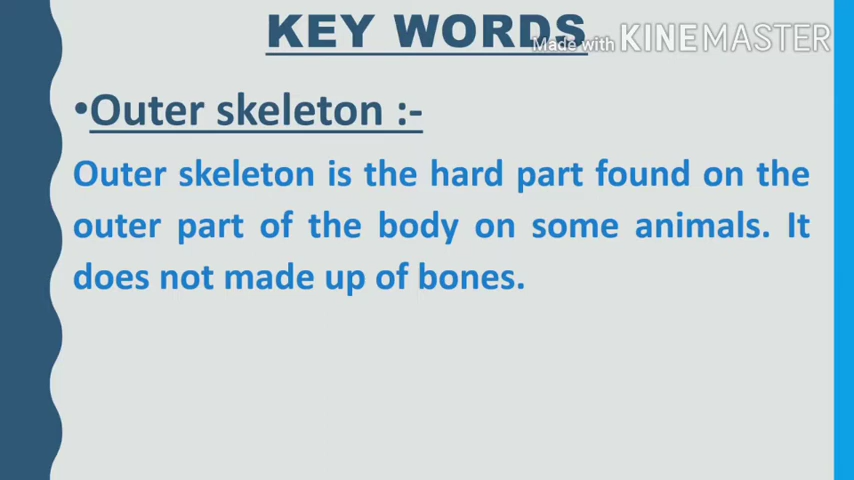 KEY WORDS
Made with KINEMASTER
•Outer skeleton :-
Outer skeleton is the hard part found on the
outer part of the body on some animals. It
does not made up of bones.